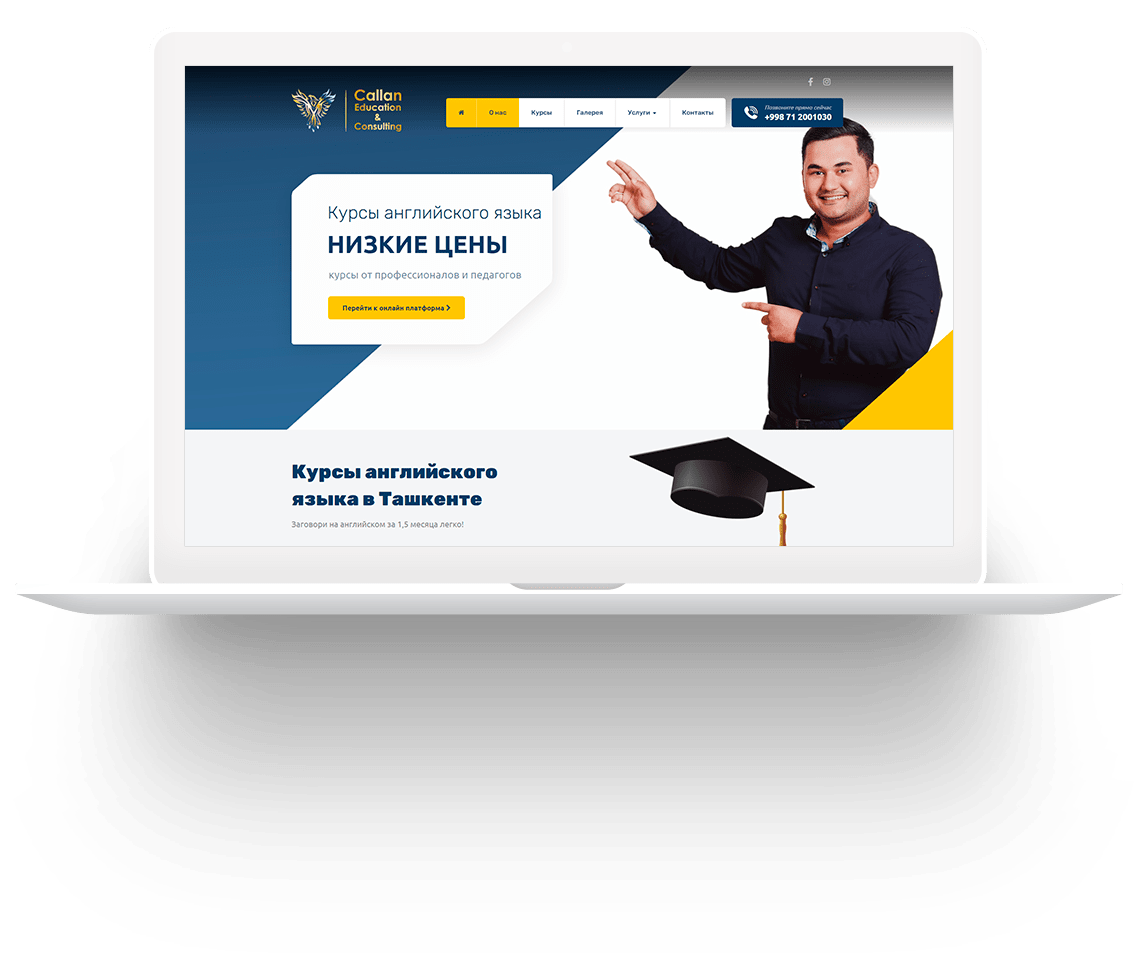 Callan
Education
&
Consulting
О нас
Курсы
Галерея
Услуги
Контакты
Позвоните прямо сейчас
+998 71 2001030
Курсы английского языка
НИЗКИЕ ЦЕНЫ
курсы от профессионалов и педагогов
Перейти к онлайн платформа
Курсы английского
языка в Ташкенте
Заговори на английском за 1,5 месяца легко!